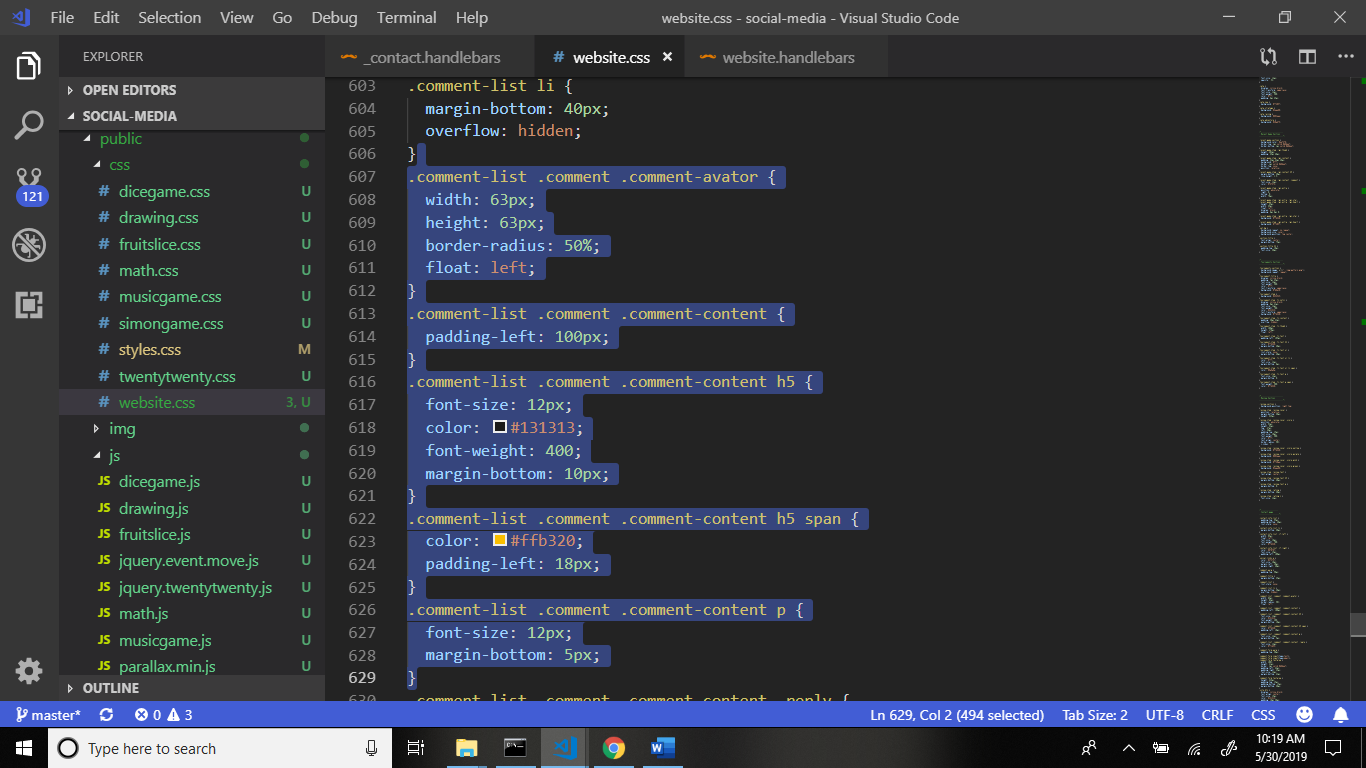 File Edit Selection View Go Debug Terminal Help website.css - social-media - Visual Studio Code
EXPLORER
OPEN EDITORS
SOCIAL-MEDIA
public
css
# dicegame.css U
# drawing.css U
# fruitslice.css U
# math.css U
# musicgame.css U
# simongame.css U
# styles.css M
# twentytwenty.css U
# website.css 3, U
img
js
JS dicegame.js U
JS drawing.js U
JS fruitslice.js U
JS jquery.event.move.js U
JS jquery.twentytwenty.js U
JS math.js U
JS musicgame.js U
JS parallax.min.js U
OUTLINE
121
_contact.handlebars # website.css website.handlebars
603 .comment-list li {
604 margin-bottom: 40px;
605 overflow: hidden;
606 }
607 .comment-list .comment .comment-avator {
608 width: 63px;
609 height: 63px;
610 border-radius: 50%;
611 float: left;
612 }
613 .comment-list .comment .comment-content {
614 padding-left: 100px;
615 }
616 .comment-list .comment .comment-content h5 {
617 font-size: 12px;
618 color: #131313;
619 font-weight: 400;
620 margin-bottom: 10px;
621 }
622 .comment-list .comment .comment-content h5 span {
623 color: #ffb320;
624 padding-left: 18px;
625 }
626 .comment-list .comment .comment-content p {
627 font-size: 12px;
628 margin-bottom: 5px;
629 }
630 .comment-list .comment .comment-content .reply {
master* 0 3 Ln 629, Col 2 (494 selected) Tab Size: 2 UTF-8 CRLF CSS
Type here to search
10:19 AM
5/30/2019